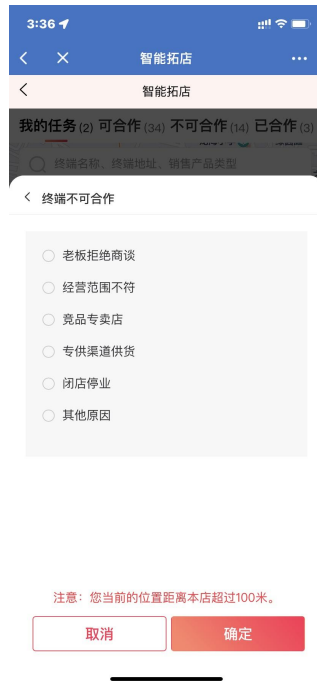 3:36
智能拓店
智能拓店
我的任务(2) 可合作(34) 不可合作(14) 已合作(3)
终端名称、终端地址、销售产品类型
终端不可合作
老板拒绝商谈
经营范围不符
竞品专卖店
专供渠道供货
闭店停业
其他原因
注意：您当前的位置距离本店超过100米。
取消 确定